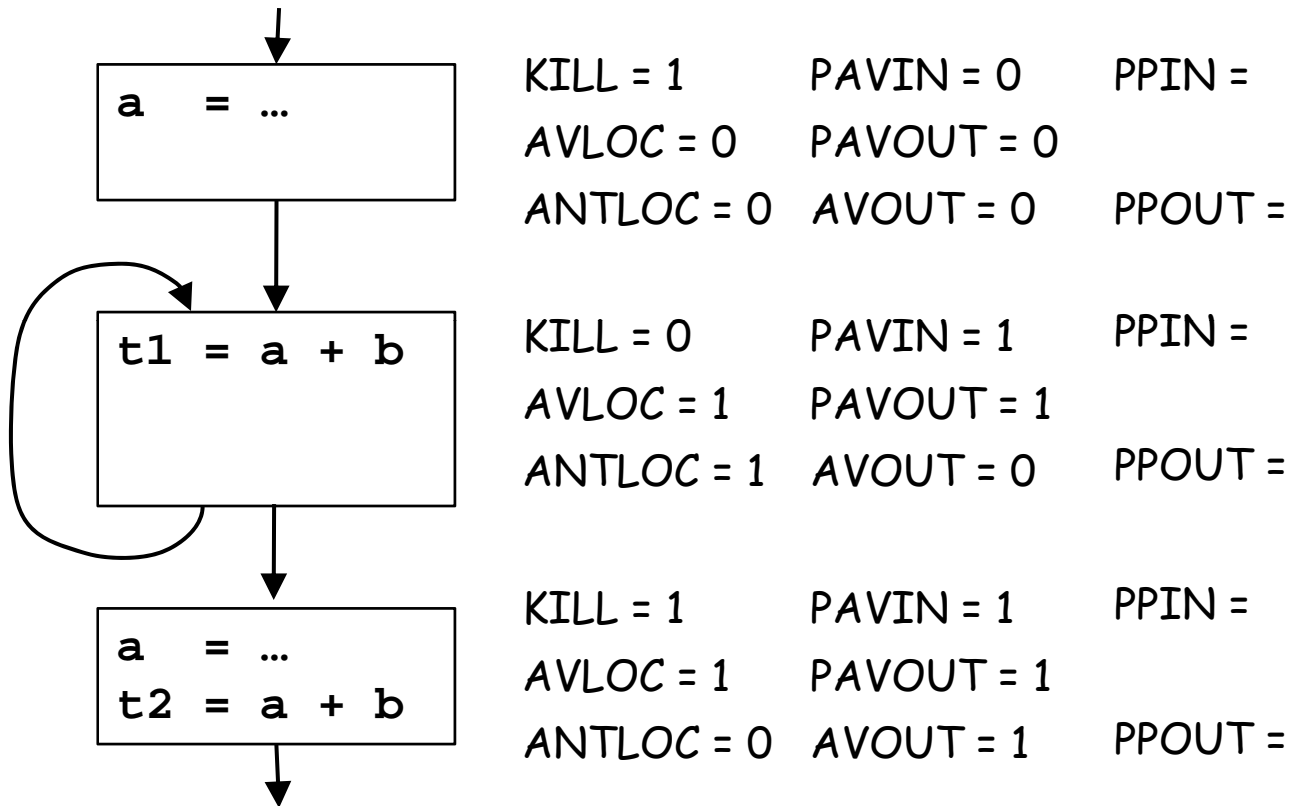 a = …
KILL = 1 PAVIN = 0 PPIN =
AVLOC = 0 PAVOUT = 0
ANTLOC = 0 AVOUT = 0 PPOUT =
t1 = a + b
KILL = 0 PAVIN = 1 PPIN =
AVLOC = 1 PAVOUT = 1
ANTLOC = 1 AVOUT = 0 PPOUT =
a = …
t2 = a + b
KILL = 1 PAVIN = 1 PPIN =
AVLOC = 1 PAVOUT = 1
ANTLOC = 0 AVOUT = 1 PPOUT =